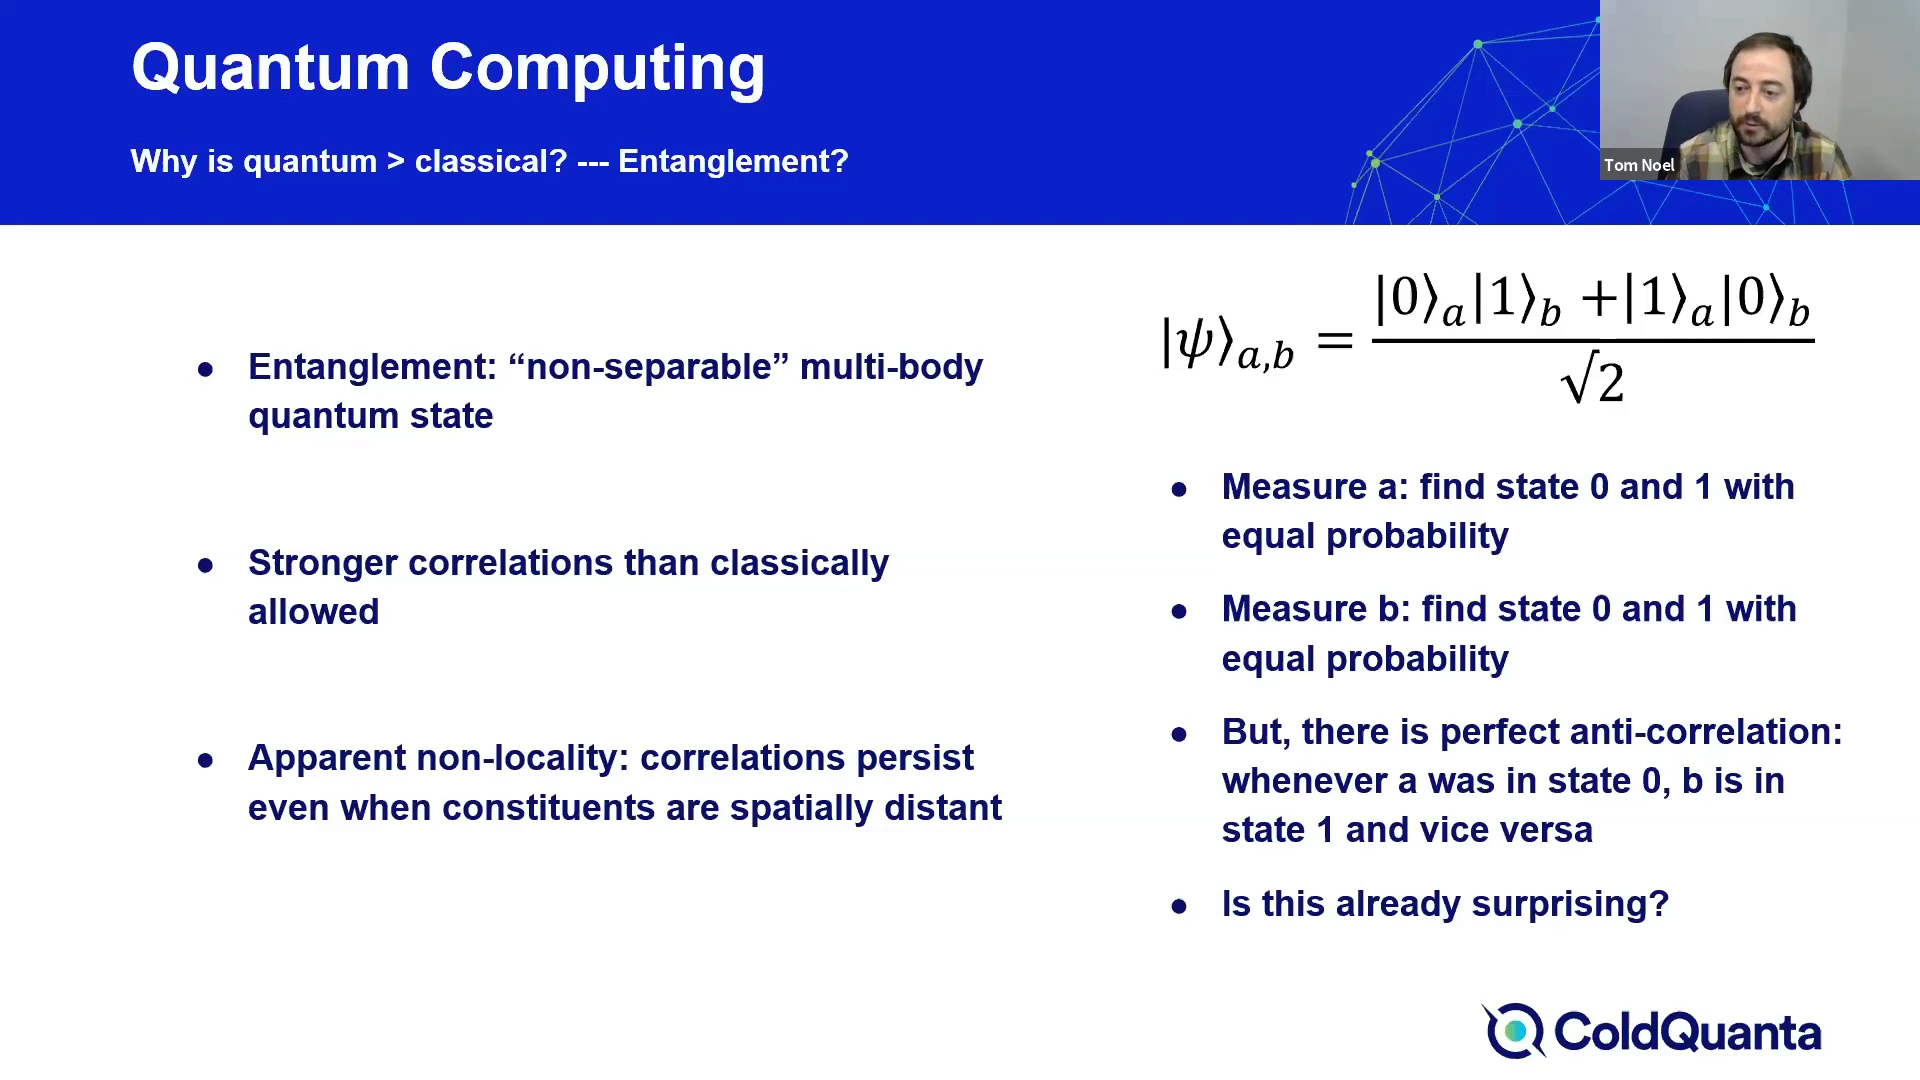 Quantum Computing
Why is quantum > classical? --- Entanglement?
Tom Noel
● Entanglement: “non-separable” multi-body
quantum state
● Stronger correlations than classically
allowed
● Apparent non-locality: correlations persist
even when constituents are spatially distant
|ψ⟩a,b = |0⟩a|1⟩b +|1⟩a|0⟩b
√2
● Measure a: find state 0 and 1 with
equal probability
● Measure b: find state 0 and 1 with
equal probability
● But, there is perfect anti-correlation:
whenever a was in state 0, b is in
state 1 and vice versa
● Is this already surprising?
ColdQuanta